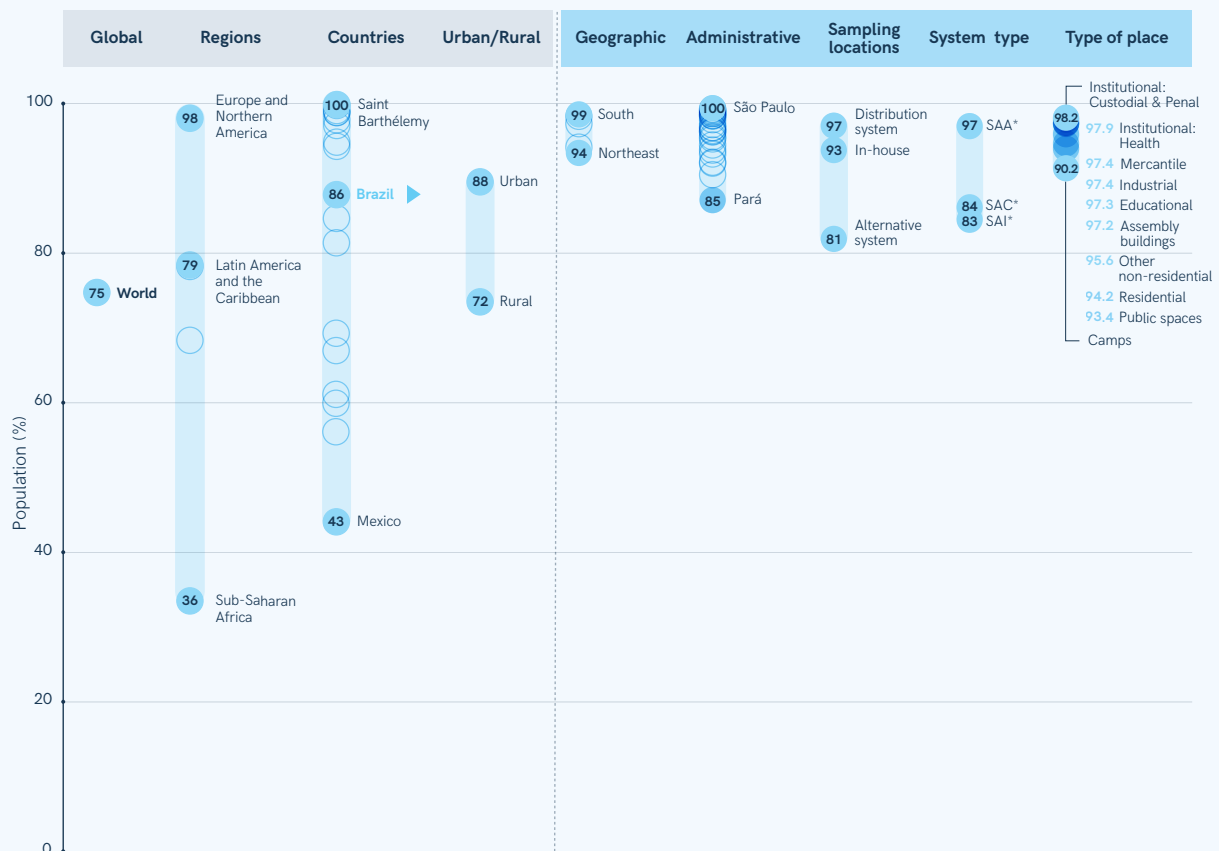 Global
Regions
Countries
Urban/Rural
Geographic
Administrative
Sampling
locations
System type
Type of place
Population (%)
100
80
60
40
20
0
75 World
98
Europe and
Northern
America
79
Latin America
and the
Caribbean
36
Sub-Saharan
Africa
100
Saint
Barthélemy
86 Brazil
43 Mexico
88 Urban
72 Rural
99 South
94 Northeast
100 São Paulo
85 Pará
97
Distribution
system
93 In-house
81
Alternative
system
97 SAA*
84 SAC*
83 SAI*
Institutional:
Custodial & Penal
98.2
97.9 Institutional:
Health
97.4 Mercantile
97.4 Industrial
97.3 Educational
97.2 Assembly
buildings
95.6 Other
non-residential
94.2 Residential
93.4 Public spaces
90.2
Camps